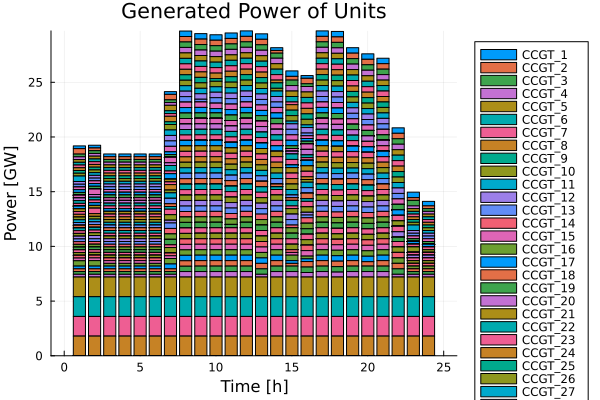 Generated Power of Units
Power [GW]
25
20
15
10
5
0
0
5
10
15
20
25
Time [h]
CCGT_1
CCGT_2
CCGT_3
CCGT_4
CCGT_5
CCGT_6
CCGT_7
CCGT_8
CCGT_9
CCGT_10
CCGT_11
CCGT_12
CCGT_13
CCGT_14
CCGT_15
CCGT_16
CCGT_17
CCGT_18
CCGT_19
CCGT_20
CCGT_21
CCGT_22
CCGT_23
CCGT_24
CCGT_25
CCGT_26
CCGT_27